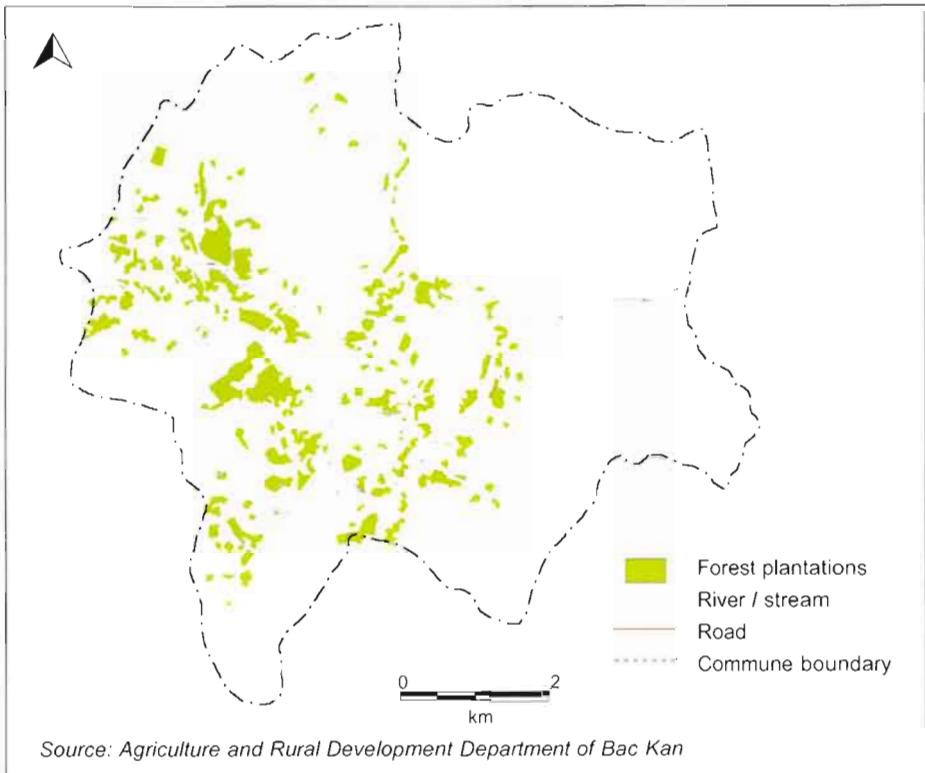 Forest plantations
River / stream
Road
Commune boundary
0 2
km
Source: Agriculture and Rural Development Department of Bac Kan